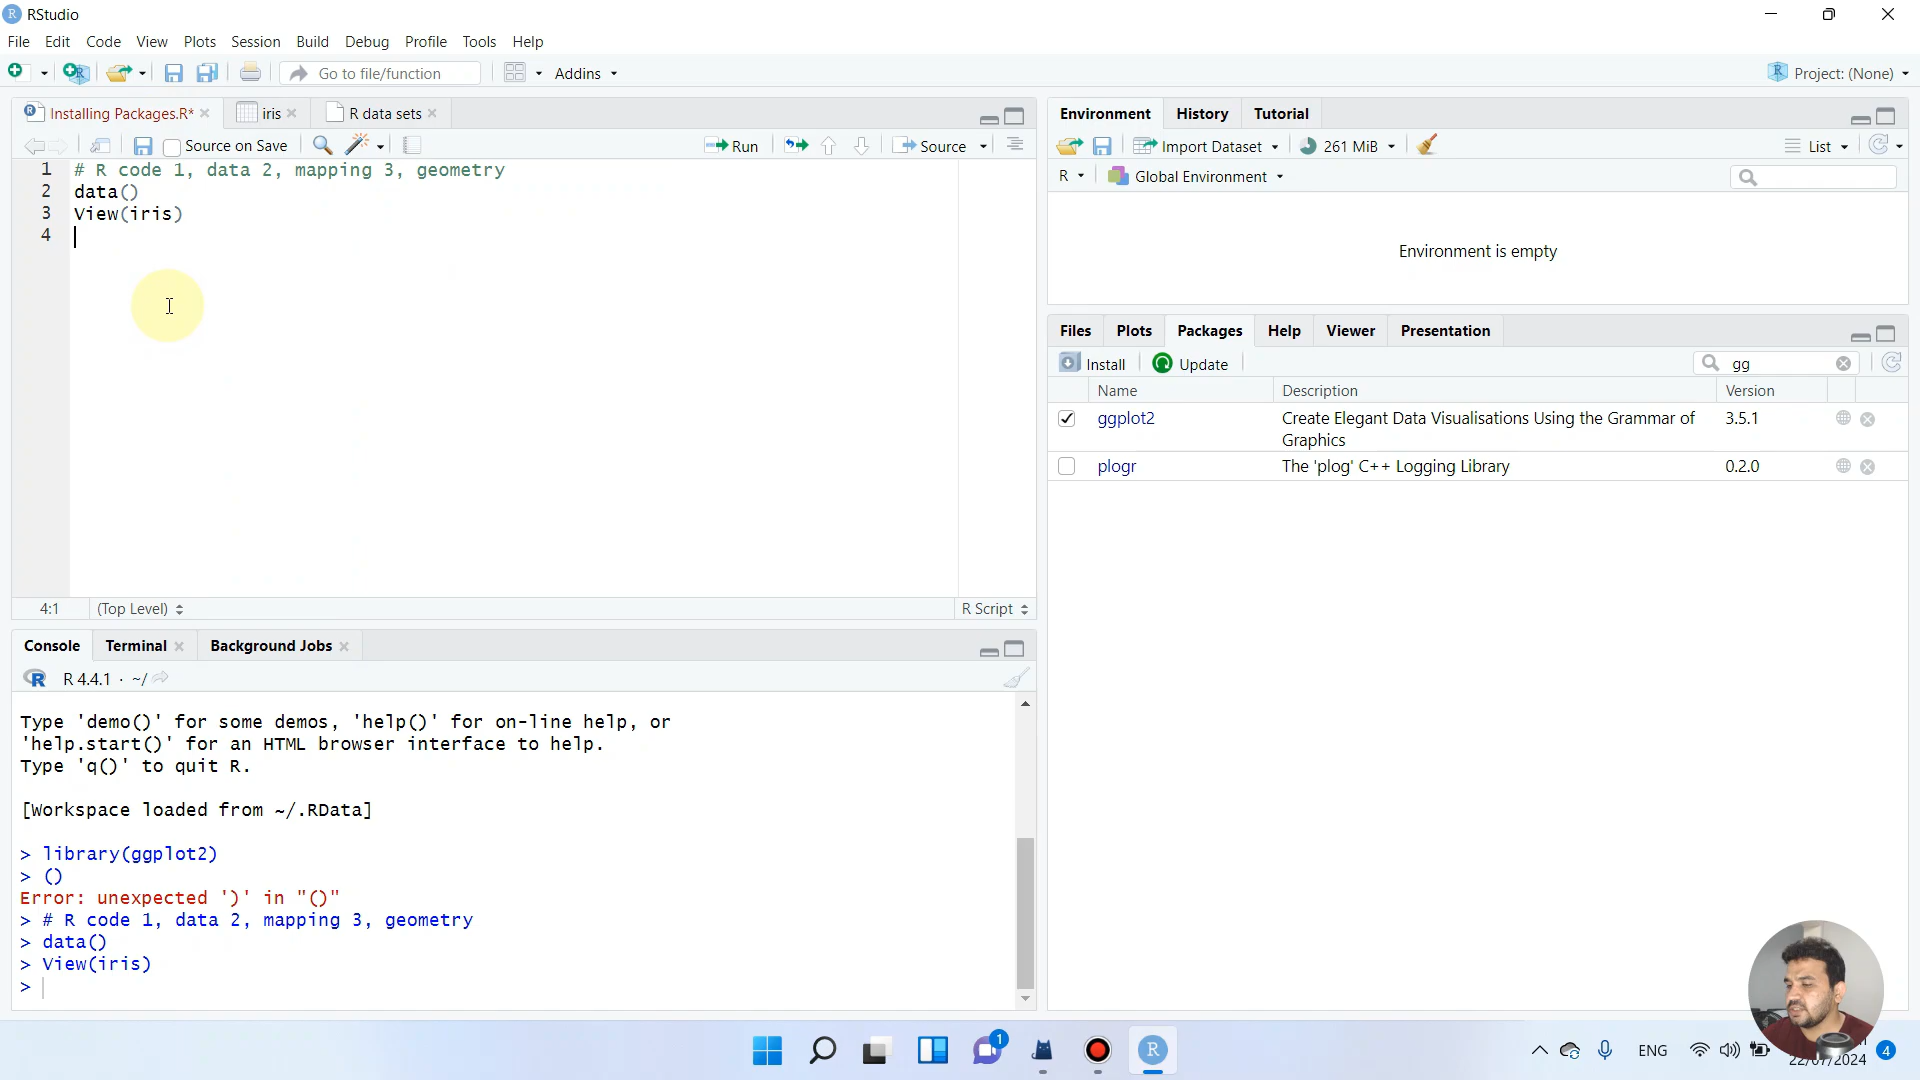 RStudio
File Edit Code View Plots Session Build Debug Profile Tools Help
Go to file/function Addins Project: (None)
Installing Packages.R* iris R data sets
Source on Save Run Source
1 # R code 1, data 2, mapping 3, geometry
2 data()
3 View(iris)
4
4:1 (Top Level) R Script
Console Terminal Background Jobs
R 4.4.1 · ~/
Type 'demo()' for some demos, 'help()' for on-line help, or
'help.start()' for an HTML browser interface to help.
Type 'q()' to quit R.
[Workspace loaded from ~/.RData]
> library(ggplot2)
> ()
Error: unexpected ')' in "()"
> # R code 1, data 2, mapping 3, geometry
> data()
> View(iris)
>
Environment History Tutorial
Import Dataset 261 MiB List
R Global Environment
Environment is empty
Files Plots Packages Help Viewer Presentation
Install Update gg
Name Description Version
ggplot2 Create Elegant Data Visualisations Using the Grammar of 3.5.1
Graphics
plogr The 'plog' C++ Logging Library 0.2.0
1 R ENG 4
22/07/2024